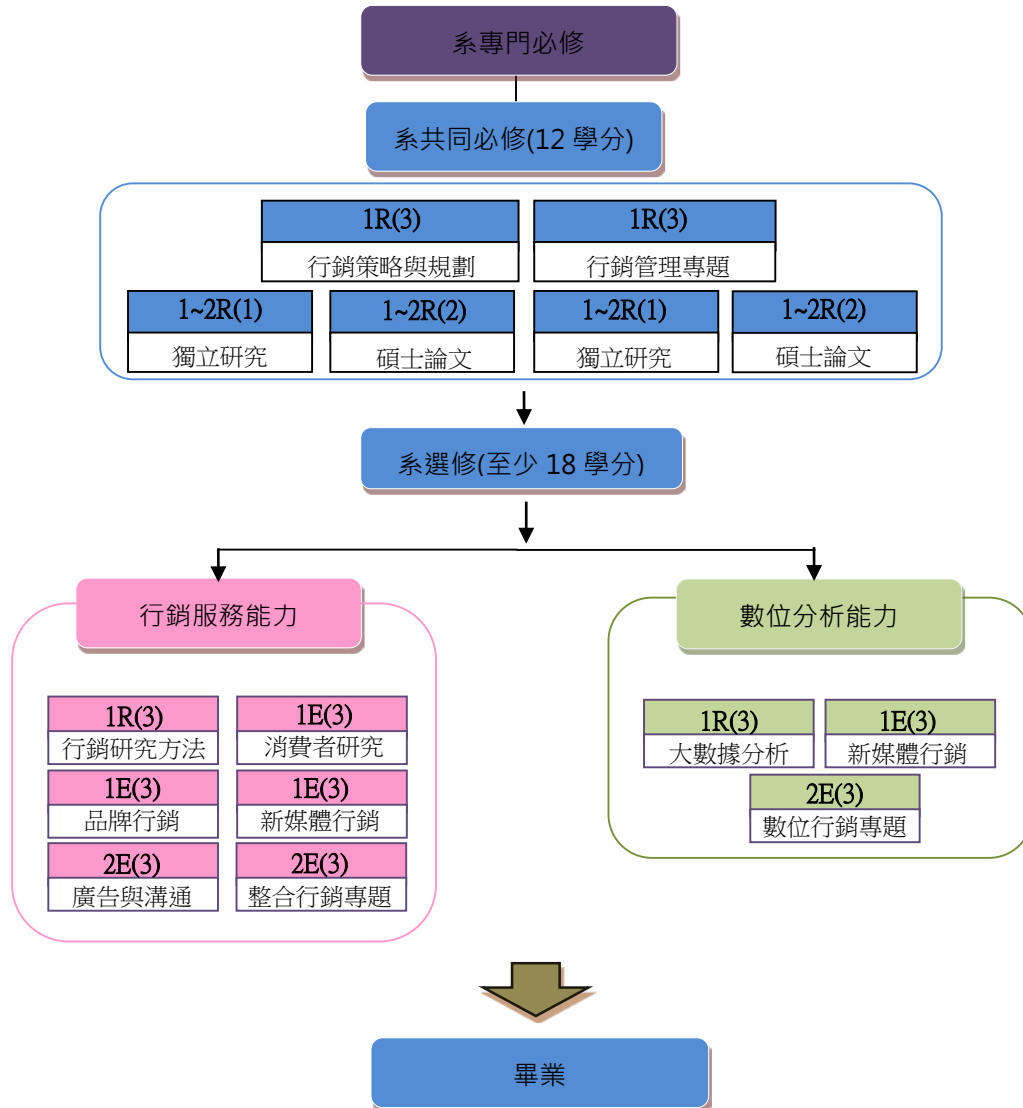 系專門必修
系共同必修(12 學分)
1R(3)
行銷策略與規劃
1R(3)
行銷管理專題
1~2R(1)
獨立研究
1~2R(2)
碩士論文
1~2R(1)
獨立研究
1~2R(2)
碩士論文
系選修(至少 18 學分)
行銷服務能力
1R(3)
行銷研究方法
1E(3)
消費者研究
1E(3)
品牌行銷
1E(3)
新媒體行銷
2E(3)
廣告與溝通
2E(3)
整合行銷專題
數位分析能力
1R(3)
大數據分析
1E(3)
新媒體行銷
2E(3)
數位行銷專題
畢業